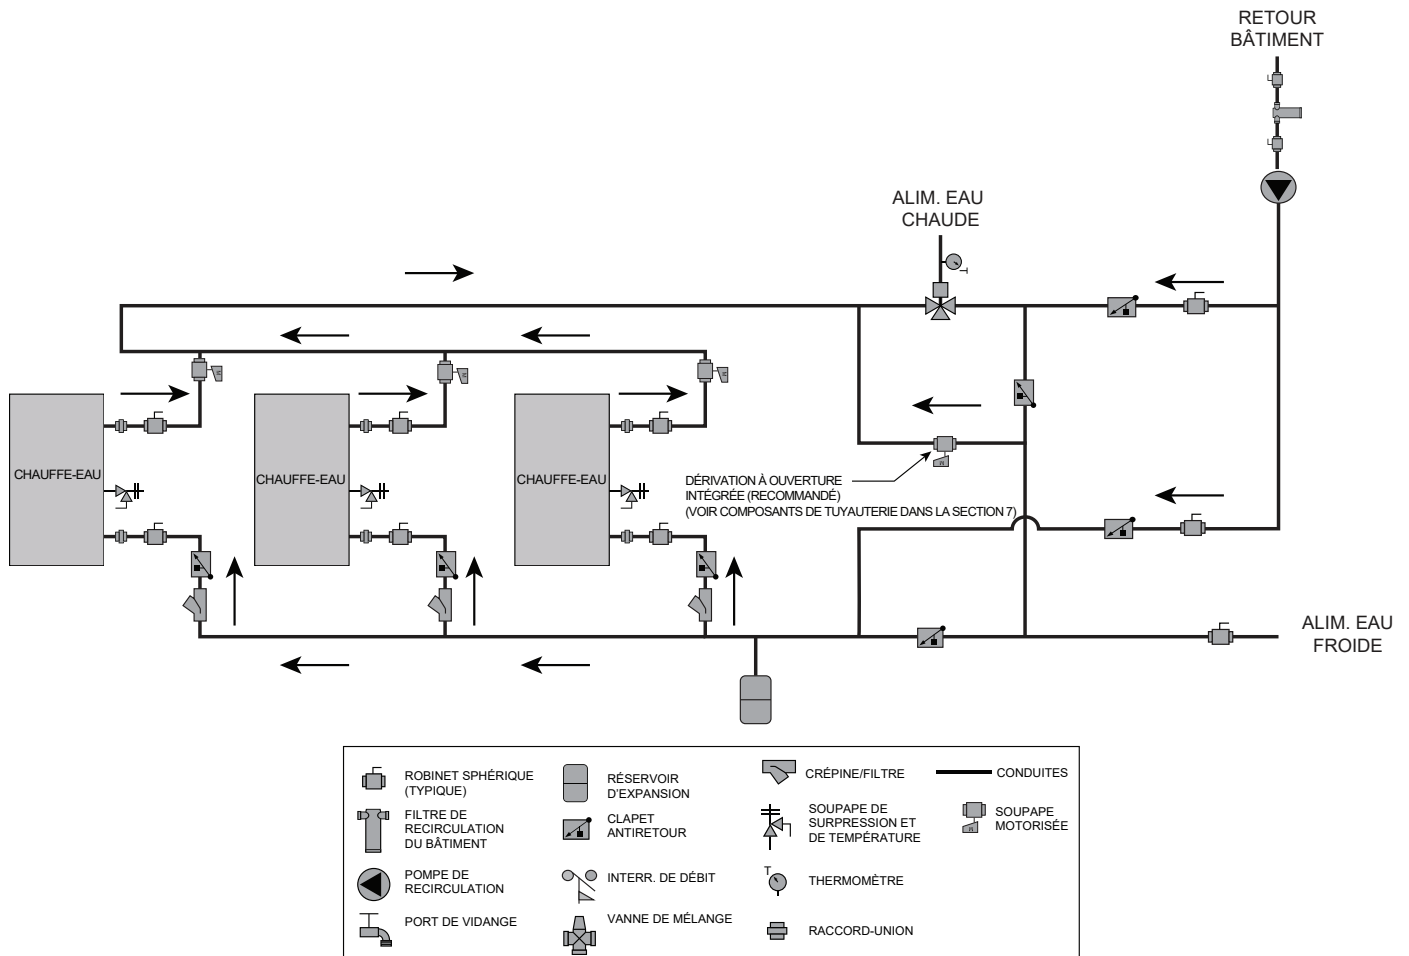 RETOUR
BÂTIMENT
ALIM. EAU
CHAUDE
CHAUFFE-EAU
CHAUFFE-EAU
CHAUFFE-EAU
DÉRIVATION À OUVERTURE
INTÉGRÉE (RECOMMANDÉ)
(VOIR COMPOSANTS DE TUYAUTERIE DANS LA SECTION 7)
ALIM. EAU
FROIDE
ROBINET SPHÉRIQUE
(TYPIQUE)
FILTRE DE
RECIRCULATION
DU BÂTIMENT
POMPE DE
RECIRCULATION
PORT DE VIDANGE
RÉSERVOIR
D'EXPANSION
CLAPET
ANTIRETOUR
INTERR. DE DÉBIT
VANNE DE MÉLANGE
CRÉPINE/FILTRE
SOUPAPE DE
SURPRESSION ET
DE TEMPÉRATURE
T
THERMOMÈTRE
RACCORD-UNION
CONDUITES
SOUPAPE
MOTORISÉE